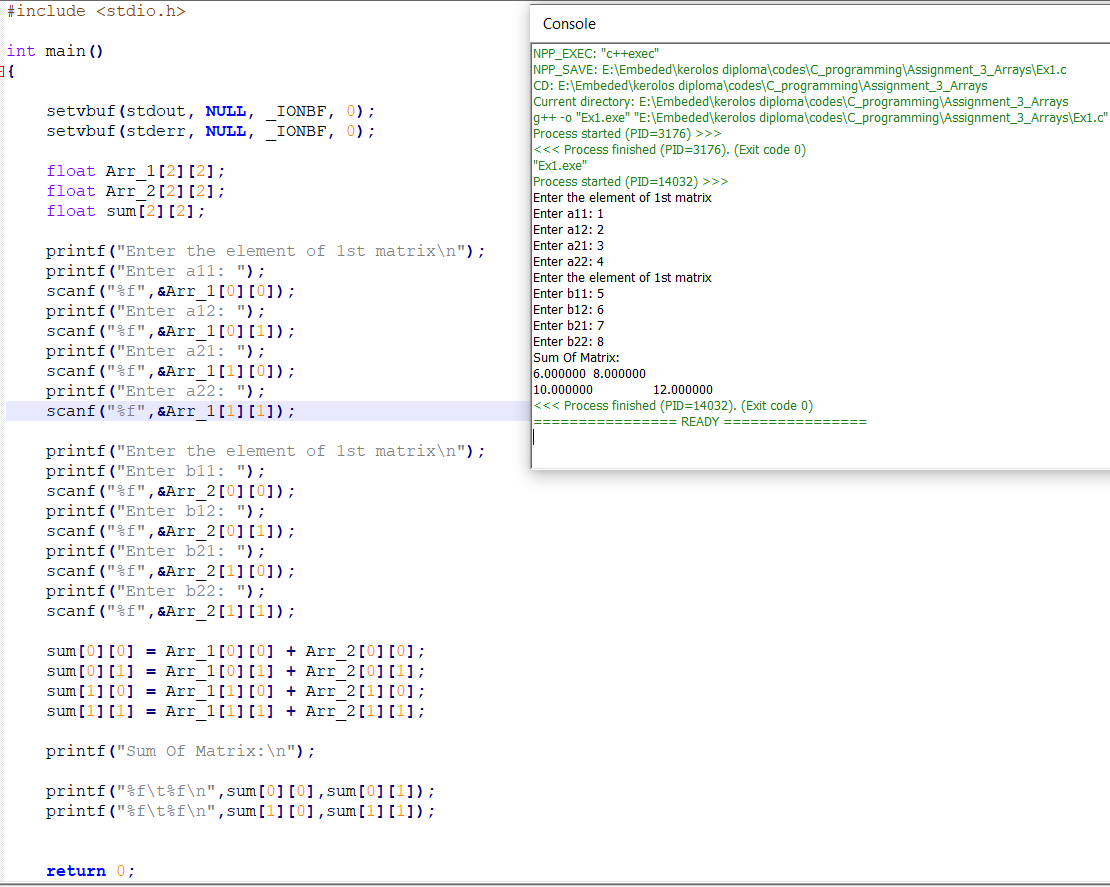 #include <stdio.h>
int main()
{
setvbuf(stdout, NULL, _IONBF, 0);
setvbuf(stderr, NULL, _IONBF, 0);
float Arr_1[2][2];
float Arr_2[2][2];
float sum[2][2];
printf("Enter the element of 1st matrix\n");
printf("Enter a11: ");
scanf("%f",&Arr_1[0][0]);
printf("Enter a12: ");
scanf("%f",&Arr_1[0][1]);
printf("Enter a21: ");
scanf("%f",&Arr_1[1][0]);
printf("Enter a22: ");
scanf("%f",&Arr_1[1][1]);
printf("Enter the element of 1st matrix\n");
printf("Enter b11: ");
scanf("%f",&Arr_2[0][0]);
printf("Enter b12: ");
scanf("%f",&Arr_2[0][1]);
printf("Enter b21: ");
scanf("%f",&Arr_2[1][0]);
printf("Enter b22: ");
scanf("%f",&Arr_2[1][1]);
sum[0][0] = Arr_1[0][0] + Arr_2[0][0];
sum[0][1] = Arr_1[0][1] + Arr_2[0][1];
sum[1][0] = Arr_1[1][0] + Arr_2[1][0];
sum[1][1] = Arr_1[1][1] + Arr_2[1][1];
printf("Sum Of Matrix:\n");
printf("%f\t%f\n",sum[0][0],sum[0][1]);
printf("%f\t%f\n",sum[1][0],sum[1][1]);
return 0;
Console
NPP_EXEC: "c++exec"
NPP_SAVE: E:\Embeded\kerolos diploma\codes\C_programming\Assignment_3_Arrays\Ex1.c
CD: E:\Embeded\kerolos diploma\codes\C_programming\Assignment_3_Arrays
Current directory: E:\Embeded\kerolos diploma\codes\C_programming\Assignment_3_Arrays
g++ -o "Ex1.exe" "E:\Embeded\kerolos diploma\codes\C_programming\Assignment_3_Arrays\Ex1.c"
Process started (PID=3176) >>>
<<< Process finished (PID=3176). (Exit code 0)
"Ex1.exe"
Process started (PID=14032) >>>
Enter the element of 1st matrix
Enter a11: 1
Enter a12: 2
Enter a21: 3
Enter a22: 4
Enter the element of 1st matrix
Enter b11: 5
Enter b12: 6
Enter b21: 7
Enter b22: 8
Sum Of Matrix:
6.000000 8.000000
10.000000 12.000000
<<< Process finished (PID=14032). (Exit code 0)
================ READY ================